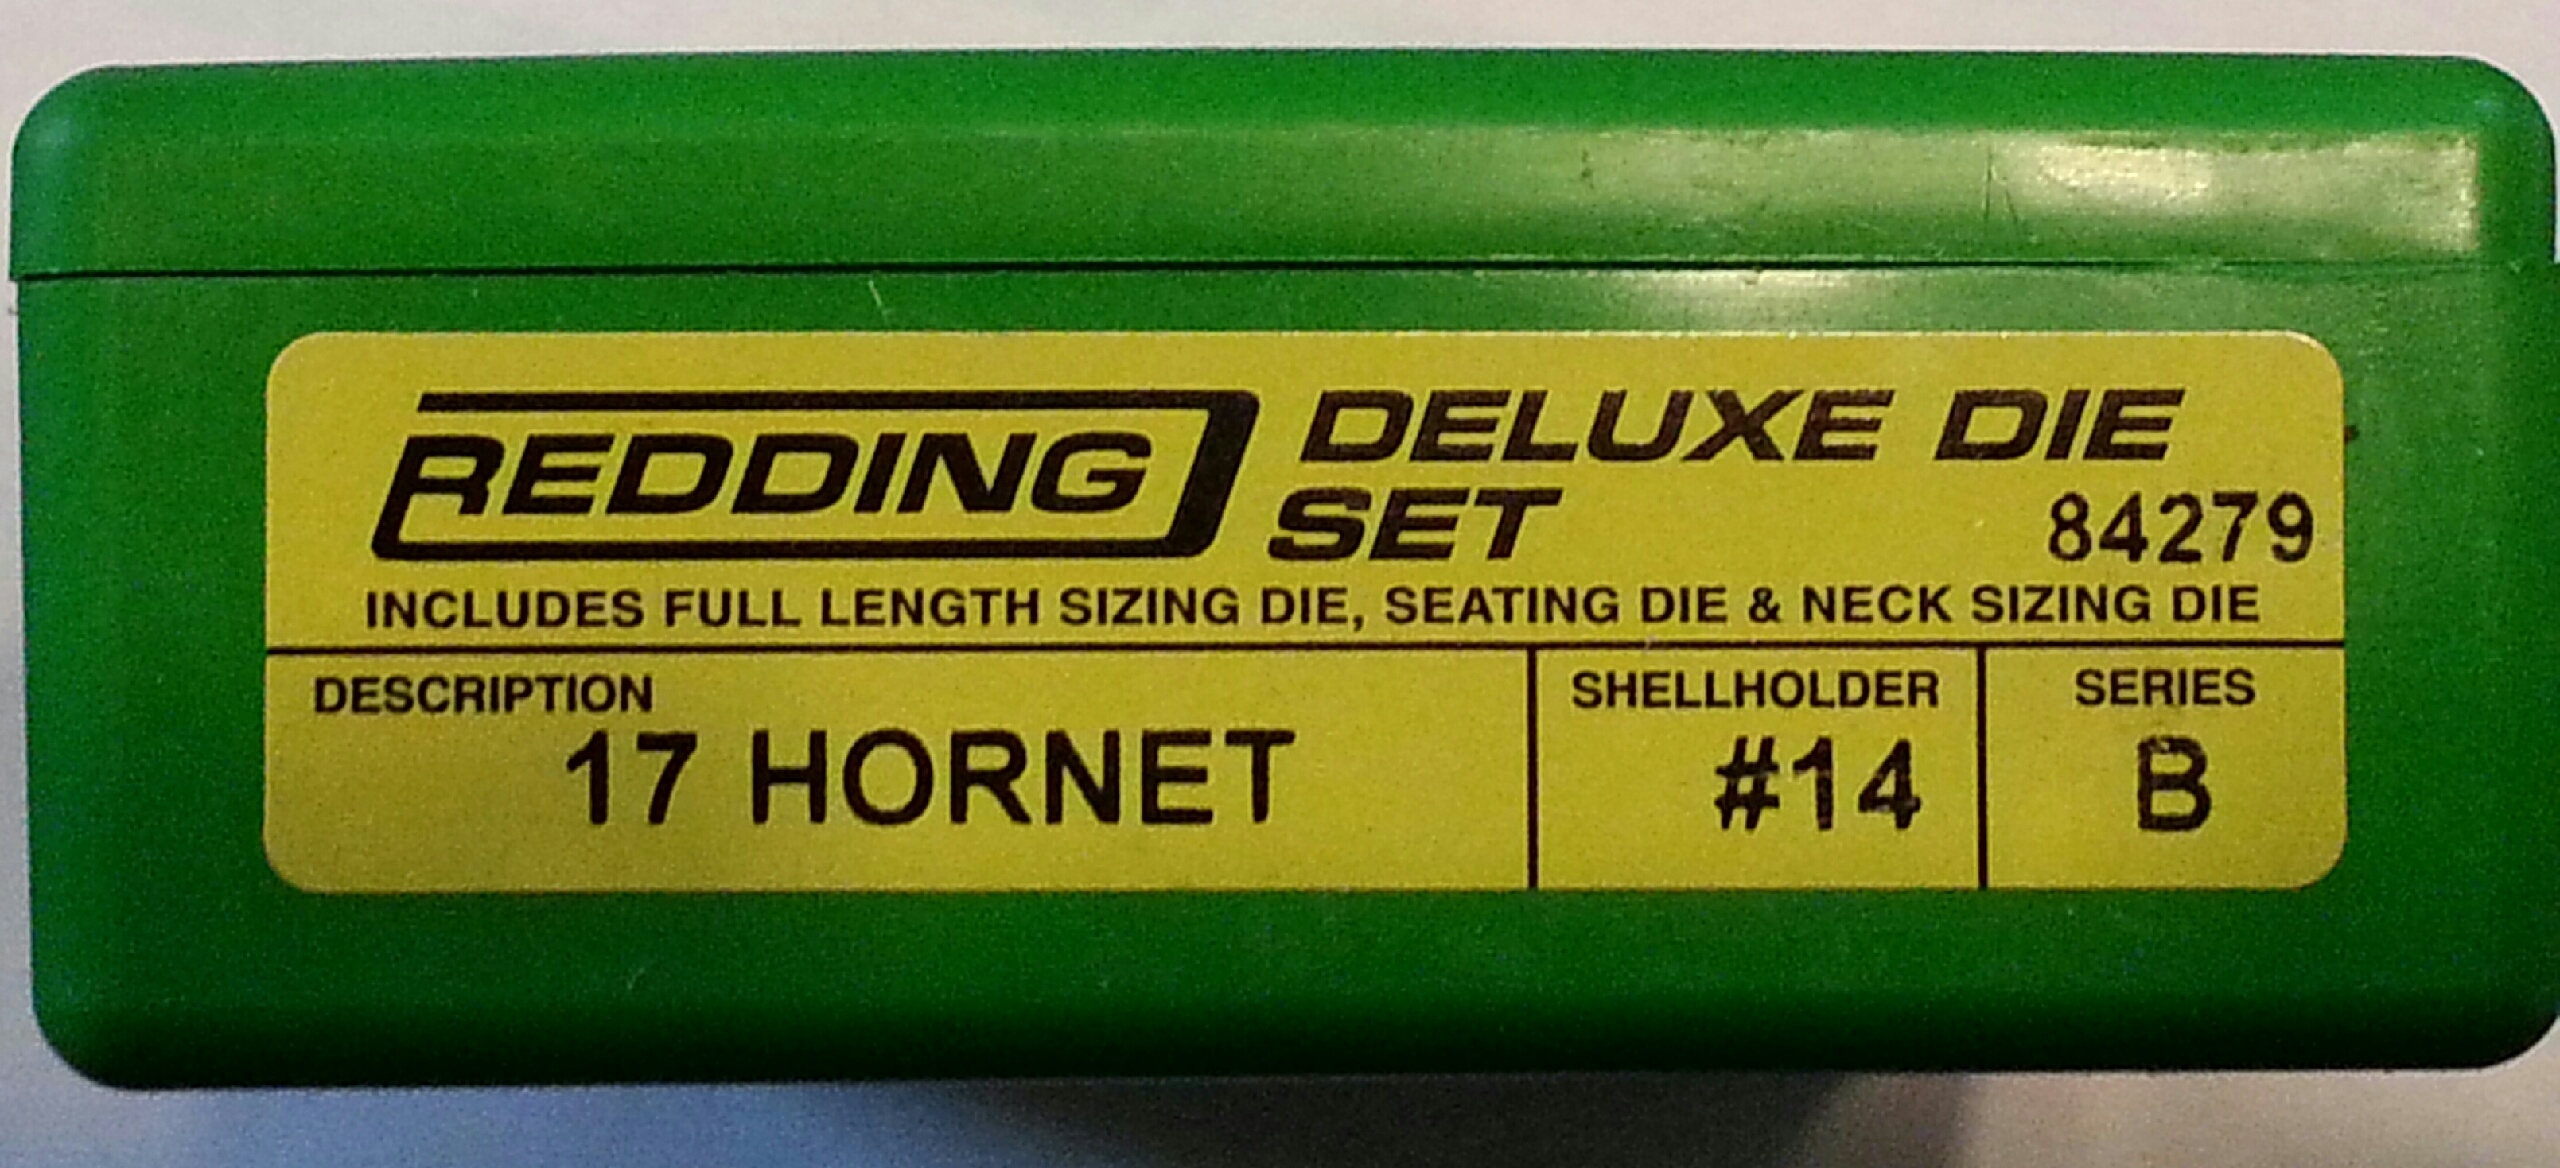 REDDING DELUXE DIE
SET 84279
INCLUDES FULL LENGTH SIZING DIE, SEATING DIE & NECK SIZING DIE
DESCRIPTION SHELLHOLDER SERIES
17 HORNET #14 B